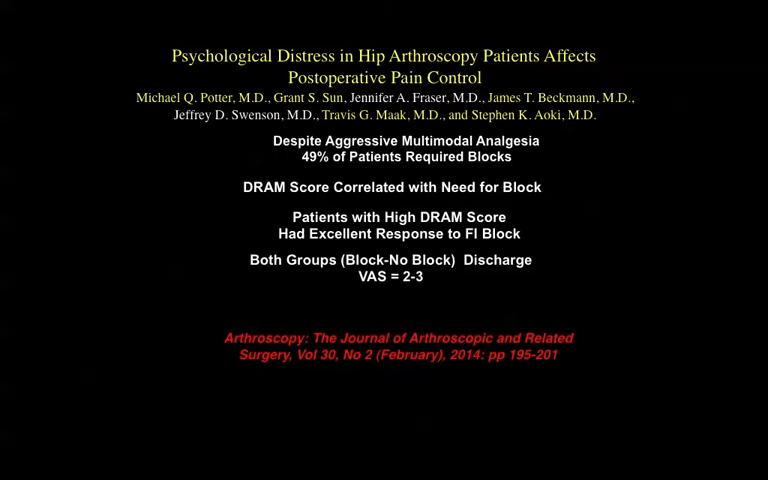 Psychological Distress in Hip Arthroscopy Patients Affects
Postoperative Pain Control
Michael Q. Potter, M.D., Grant S. Sun, Jennifer A. Fraser, M.D., James T. Beckmann, M.D.,
Jeffrey D. Swenson, M.D., Travis G. Maak, M.D., and Stephen K. Aoki, M.D.
Despite Aggressive Multimodal Analgesia
49% of Patients Required Blocks
DRAM Score Correlated with Need for Block
Patients with High DRAM Score
Had Excellent Response to FI Block
Both Groups (Block-No Block) Discharge
VAS = 2-3
Arthroscopy: The Journal of Arthroscopic and Related
Surgery, Vol 30, No 2 (February), 2014: pp 195-201